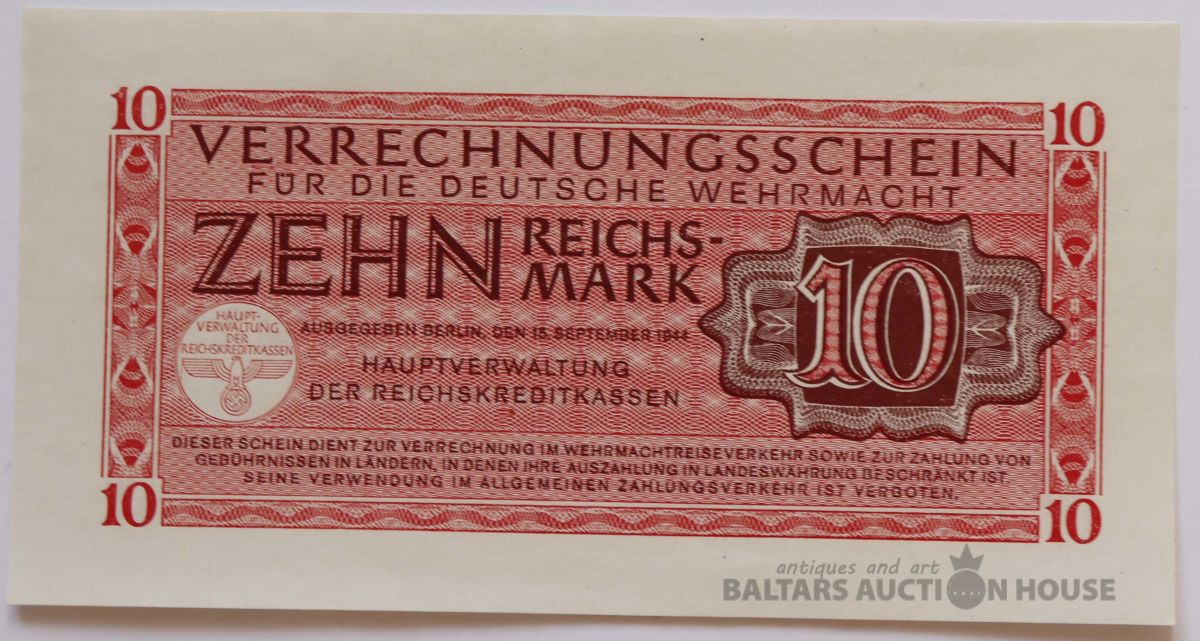 10 10
VERRECHNUNGSSCHEIN
FÜR DIE DEUTSCHE WEHRMACHT
ZEHN REICHS-
MARK
10
HAUPT-
VERWALTUNG
DER
REICHSKREDITKASSEN
AUSGEGEBEN BERLIN, DEN 15. SEPTEMBER 1944
HAUPTVERWALTUNG
DER REICHSKREDITKASSEN
DIESER SCHEIN DIENT ZUR VERRECHNUNG IM WEHRMACHTREISEVERKEHR SOWIE ZUR ZAHLUNG VON
GEBÜHRNISSEN IN LÄNDERN, IN DENEN IHRE AUSZAHLUNG IN LANDESWÄHRUNG BESCHRÄNKT IST.
SEINE VERWENDUNG IM ALLGEMEINEN ZAHLUNGSVERKEHR IST VERBOTEN.
10 10
antiques and art
BALTARS AUCTION HOUSE